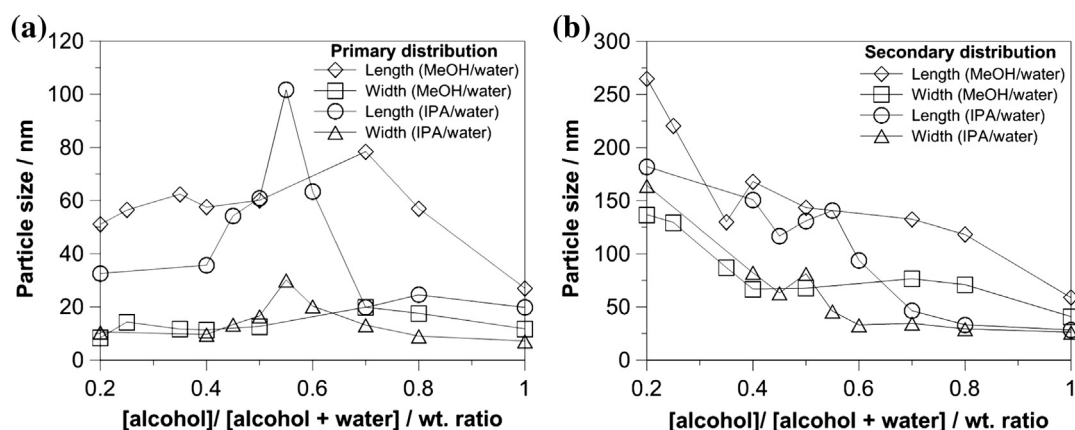 (a)
120
100
80
60
40
20
0
Particle size / nm
Primary distribution
Length (MeOH/water)
Width (MeOH/water)
Length (IPA/water)
Width (IPA/water)
0.2 0.4 0.6 0.8 1
[alcohol]/ [alcohol + water] / wt. ratio
(b)
300
250
200
150
100
50
0
Particle size / nm
Secondary distribution
Length (MeOH/water)
Width (MeOH/water)
Length (IPA/water)
Width (IPA/water)
0.2 0.4 0.6 0.8 1
[alcohol]/ [alcohol + water] / wt. ratio